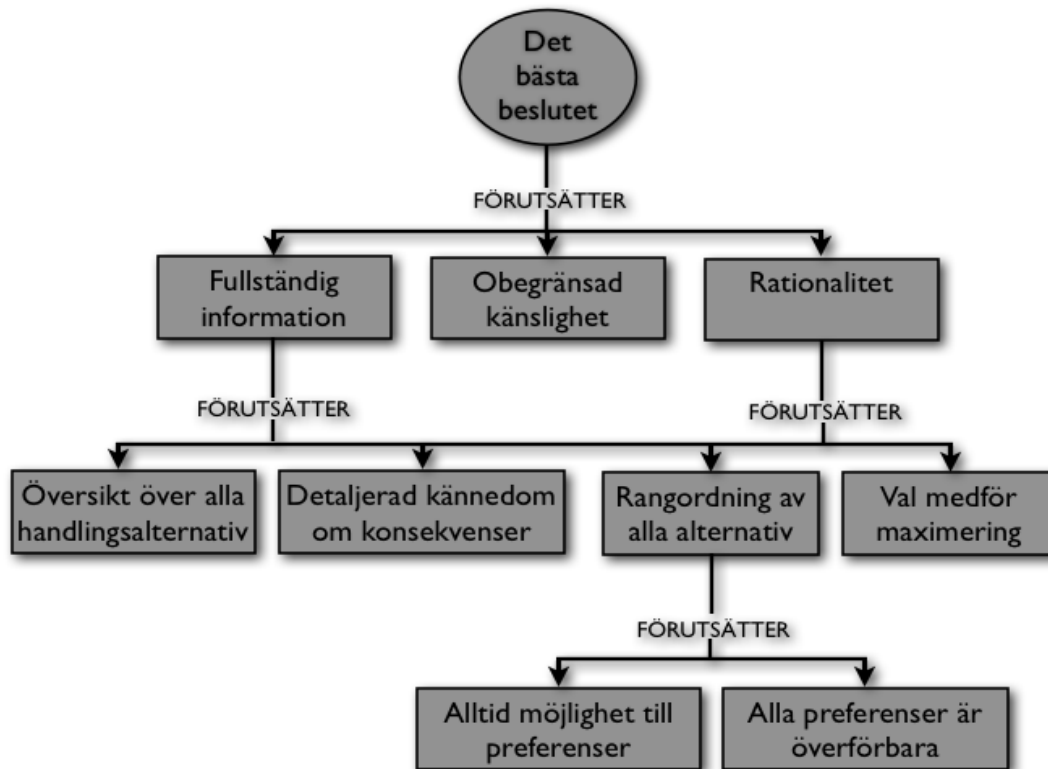 Det
bästa
beslutet
FÖRUTSÄTTER
Fullständig
information
Obegränsad
känslighet
Rationalitet
FÖRUTSÄTTER
FÖRUTSÄTTER
Översikt över alla
handlingsalternativ
Detaljerad kännedom
om konsekvenser
Rangordning av
alla alternativ
Val medför
maximering
FÖRUTSÄTTER
Alltid möjlighet till
preferenser
Alla preferenser är
överförbara